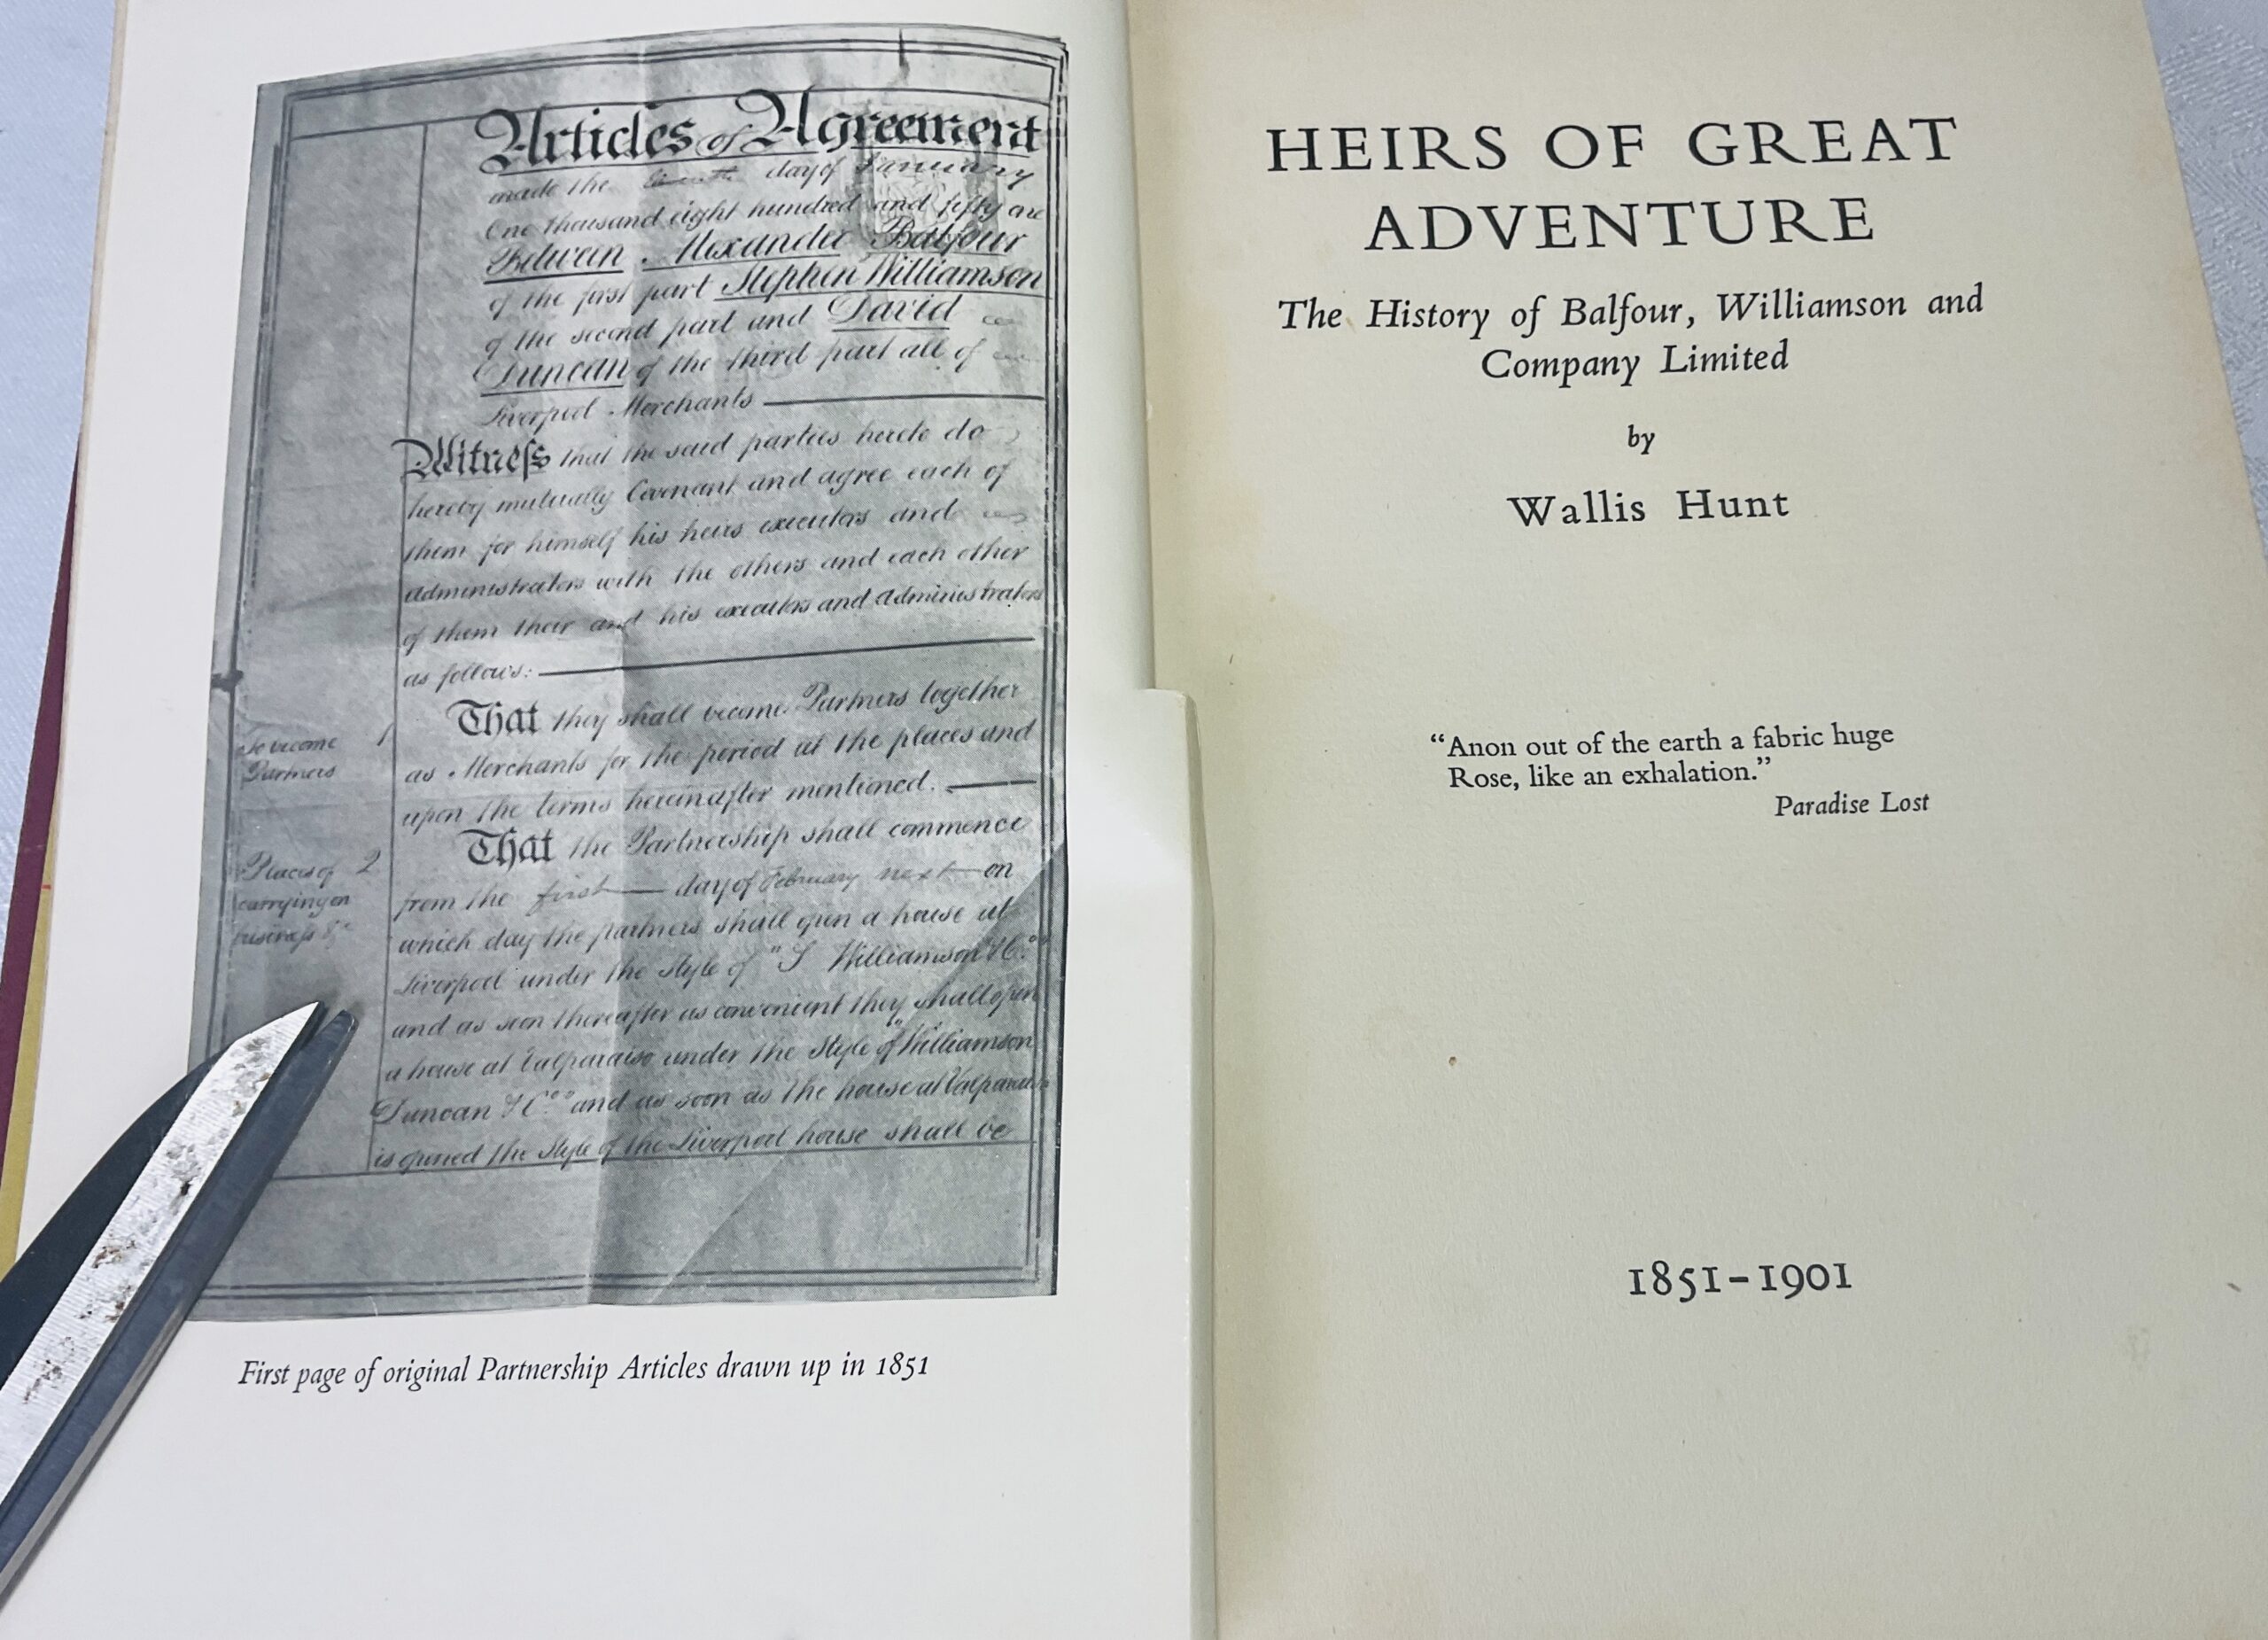 Articles of Agreement
made the day of January
One thousand eight hundred and fifty one
Between Alexander Balfour
of the first part Stephen Williamson
of the second part and David
Duncan of the third part all of
Liverpool Merchants
Witneſs that the said parties hereto do
hereby mutually Covenant and agree each of
them for himself his heirs executors and
administrators with the others and each other
of them their and his executors and administrators
as follows:
To become 1
Partners
That they shall become Partners together
as Merchants for the period at the places and
upon the terms hereinafter mentioned.
Places of 2
carrying on
busineſs &c
That the Partnership shall commence
from the first day of February next on
which day the partners shall open a house at
Liverpool under the style of "S Williamson & Co."
and as soon thereafter as convenient they shall open
a house at Valparaiso under the Style of "Williamson
Duncan & Co." and as soon as the house at Valparaiso
is opened the Style of the Liverpool house shall be
First page of original Partnership Articles drawn up in 1851
HEIRS OF GREAT
ADVENTURE
The History of Balfour, Williamson and
Company Limited
by
Wallis Hunt
“Anon out of the earth a fabric huge
Rose, like an exhalation.”
Paradise Lost
1851–1901